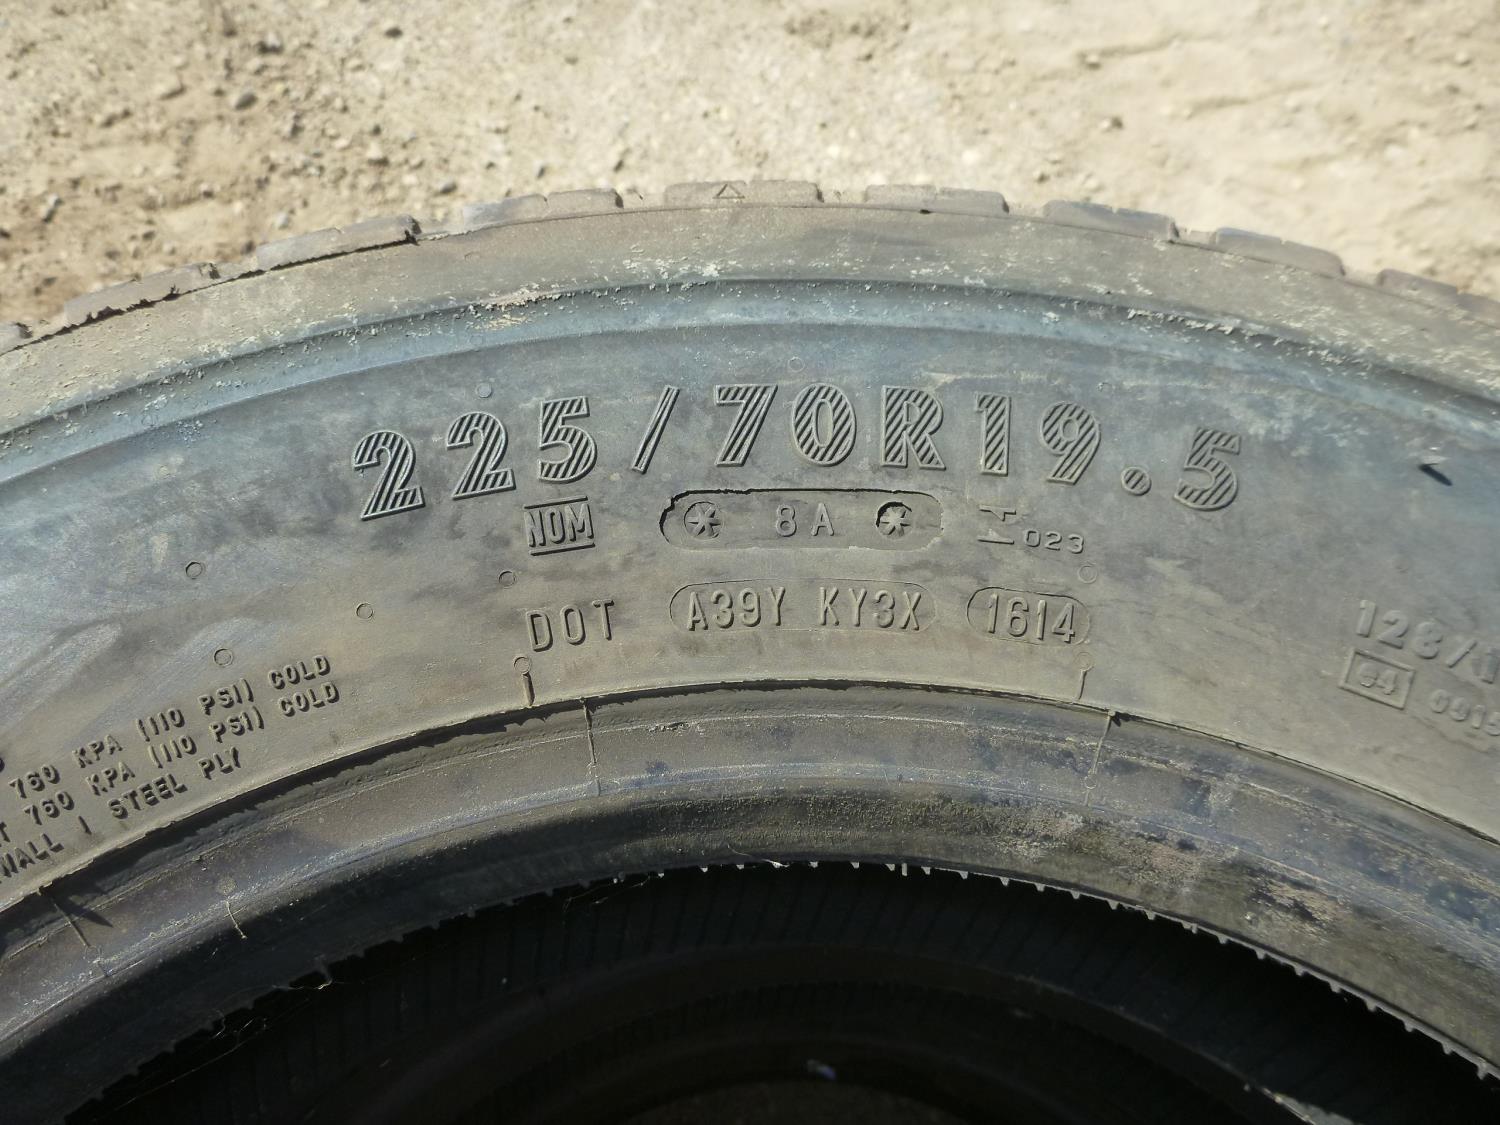 225/70R19.5
NOM
8A
023
DOT A39Y KY3X 1614
760 KPA (110 PSI) COLD
760 KPA (110 PSI) COLD
1 STEEL PLY